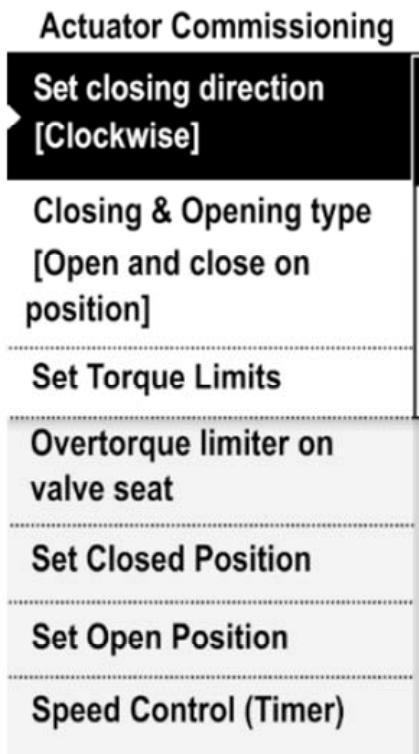 Actuator Commissioning
Set closing direction
[Clockwise]
Closing & Opening type
[Open and close on
position]
Set Torque Limits
Overtorque limiter on
valve seat
Set Closed Position
Set Open Position
Speed Control (Timer)